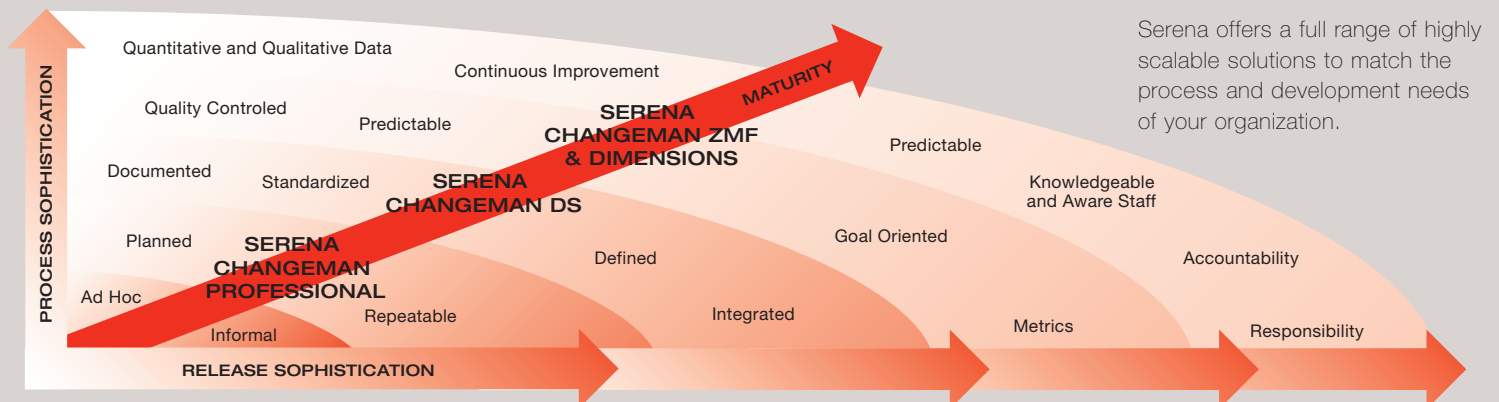 PROCESS SOPHISTICATION
Quantitative and Qualitative Data
Continuous Improvement
Quality Controled
Predictable
Documented
Standardized
Planned
Ad Hoc
Informal
Repeatable
SERENA
CHANGEMAN
PROFESSIONAL
SERENA
CHANGEMAN DS
SERENA
CHANGEMAN ZMF
& DIMENSIONS
MATURITY
Defined
Integrated
Predictable
Goal Oriented
Metrics
Knowledgeable
and Aware Staff
Accountability
Responsibility
RELEASE SOPHISTICATION
Serena offers a full range of highly
scalable solutions to match the
process and development needs
of your organization.